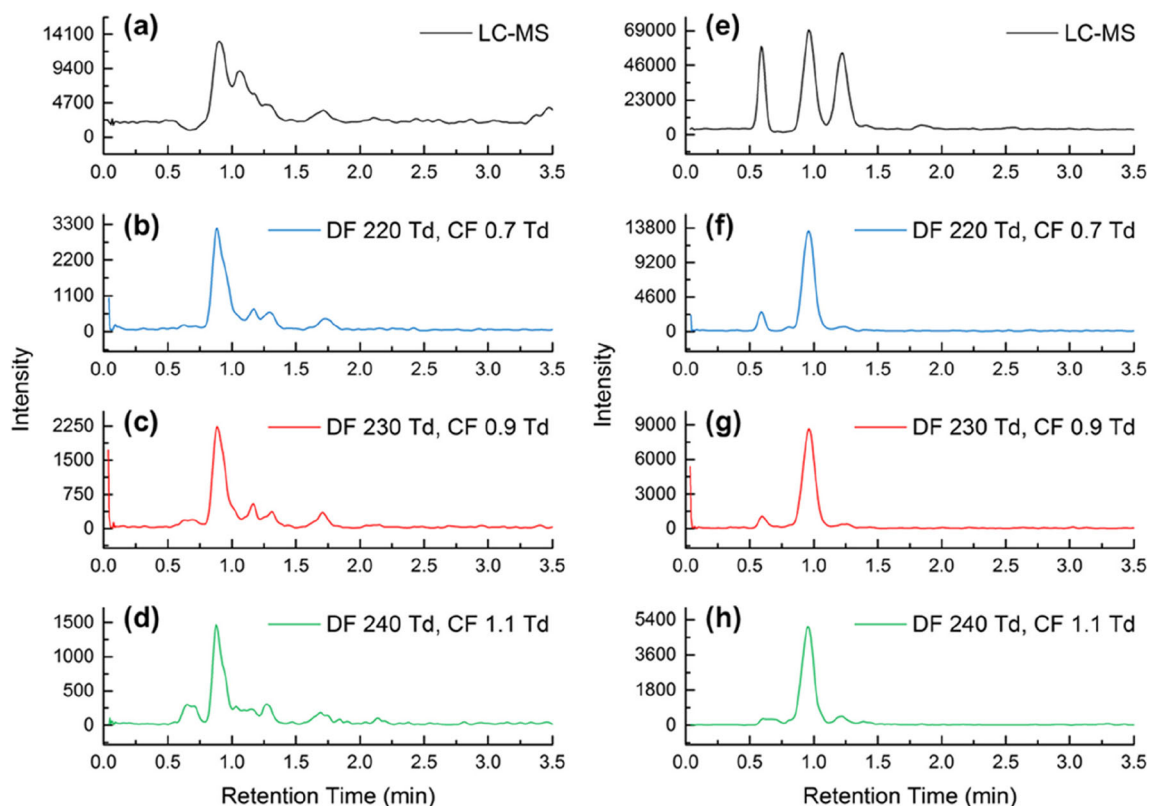 (a)
LC-MS
14100
9400
4700
0
0.0 0.5 1.0 1.5 2.0 2.5 3.0 3.5
(b)
DF 220 Td, CF 0.7 Td
3300
2200
1100
0
0.0 0.5 1.0 1.5 2.0 2.5 3.0 3.5
(c)
DF 230 Td, CF 0.9 Td
2250
1500
750
0
0.0 0.5 1.0 1.5 2.0 2.5 3.0 3.5
(d)
DF 240 Td, CF 1.1 Td
1500
1000
500
0
0.0 0.5 1.0 1.5 2.0 2.5 3.0 3.5
Intensity
Retention Time (min)
(e)
LC-MS
69000
46000
23000
0
0.0 0.5 1.0 1.5 2.0 2.5 3.0 3.5
(f)
DF 220 Td, CF 0.7 Td
13800
9200
4600
0
0.0 0.5 1.0 1.5 2.0 2.5 3.0 3.5
(g)
DF 230 Td, CF 0.9 Td
9000
6000
3000
0
0.0 0.5 1.0 1.5 2.0 2.5 3.0 3.5
(h)
DF 240 Td, CF 1.1 Td
5400
3600
1800
0
0.0 0.5 1.0 1.5 2.0 2.5 3.0 3.5
Intensity
Retention Time (min)